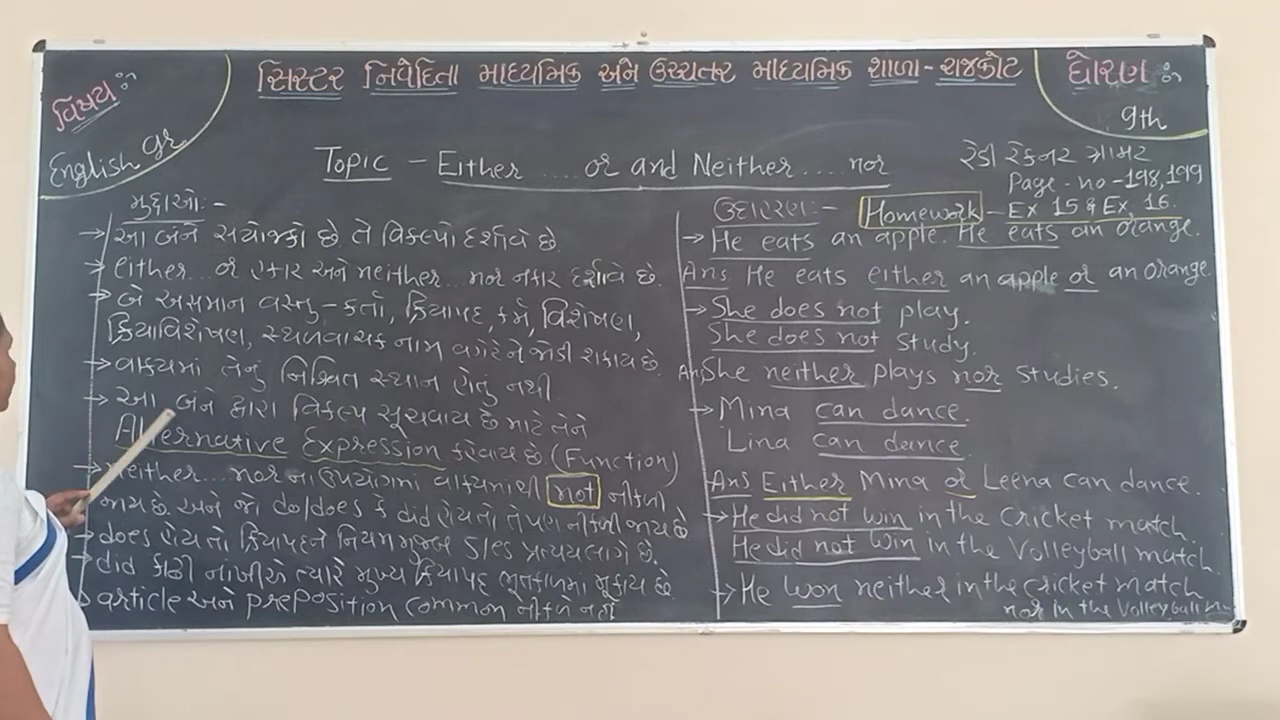 સિસ્ટર નિવેદિતા માધ્યમિક અને ઉચ્ચતર માધ્યમિક શાળા - રાજકોટ
વિષય ઃ
English gr.
ધોરણ ઃ
9th
Topic - Either ..... or and Neither ..... nor
રેડી રેકનર ગ્રામર
Page - no - 198, 199
મુદ્દાઓ :-
→ આ બંને સંયોજકો છે. તે વિકલ્પો દર્શાવે છે.
→ either... or હકાર અને neither... nor નકાર દર્શાવે છે.
→ બે અસમાન વસ્તુ - કર્તા, ક્રિયાપદ, કર્મ, વિશેષણ,
ક્રિયાવિશેષણ, સ્થળવાચક નામ વગેરેને જોડી શકાય છે.
→ વાક્યમાં તેનું નિશ્ચિત સ્થાન હોતું નથી
→ આ બંને દ્વારા વિકલ્પ સૂચવાય છે માટે તેને
Alternative Expression કહેવાય છે. (Function)
→ neither.... nor ના ઉપયોગમાં વાક્યમાંથી not નીકળી
જાય છે. અને જો do/does કે did હોય તો તે પણ નીકળી જાય છે
→ does હોય તો ક્રિયાપદને નિયમ મુજબ s/es પ્રત્યય લાગે છે.
→ did કાઢી નાંખીએ ત્યારે મુખ્ય ક્રિયાપદ ભૂતકાળમાં મૂકાય છે
article અને preposition common નીકળે નહીં
ઉદાહરણ :- Homework - Ex 15 & Ex, 16.
→ He eats an apple. He eats an orange.
Ans He eats either an apple or an orange.
→ She does not play.
She does not study.
Ans She neither plays nor studies.
→ Mina can dance.
Lina can dance
Ans Either Mina or Leena can dance.
→ He did not win in the cricket match.
He did not win in the volleyball match.
→ He won neither in the cricket match
nor in the volleyball